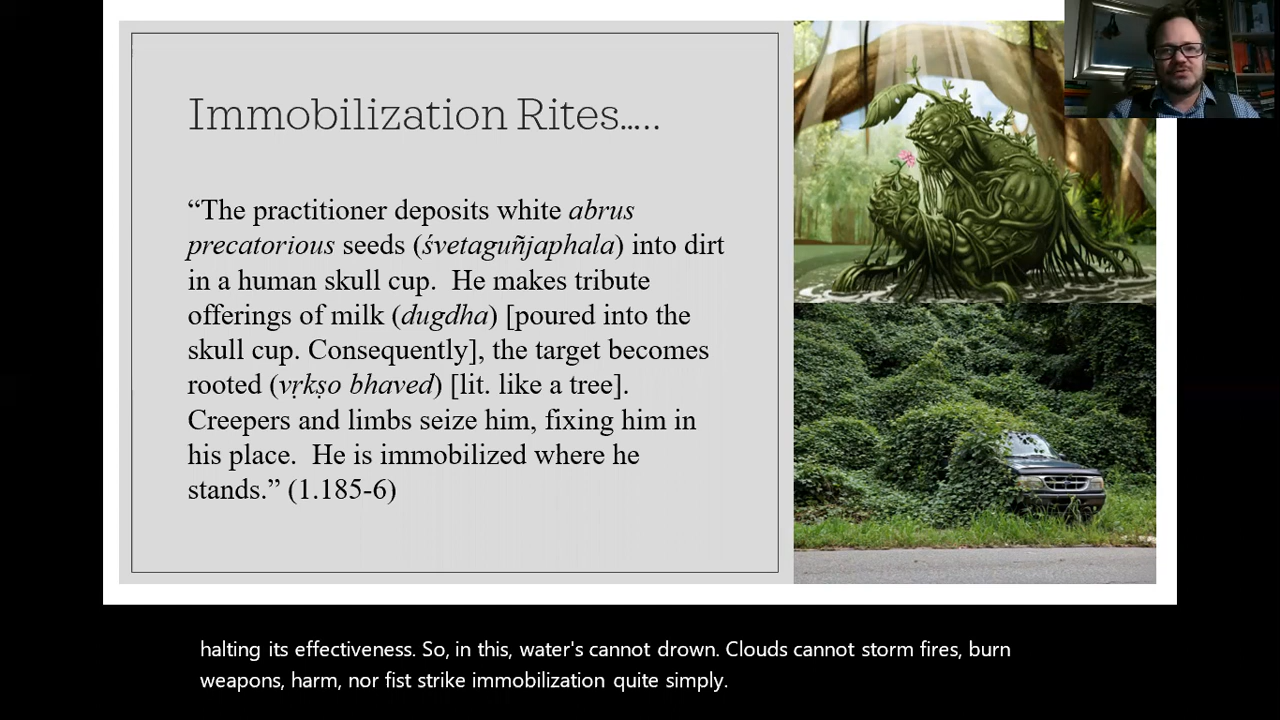 Immobilization Rites…..
“The practitioner deposits white abrus
precatorious seeds (śvetaguñjaphala) into dirt
in a human skull cup.  He makes tribute
offerings of milk (dugdha) [poured into the
skull cup. Consequently], the target becomes
rooted (vṛkṣo bhaved) [lit. like a tree].
Creepers and limbs seize him, fixing him in
his place.  He is immobilized where he
stands.” (1.185-6)
halting its effectiveness. So, in this, water's cannot drown. Clouds cannot storm fires, burn
weapons, harm, nor fist strike immobilization quite simply.